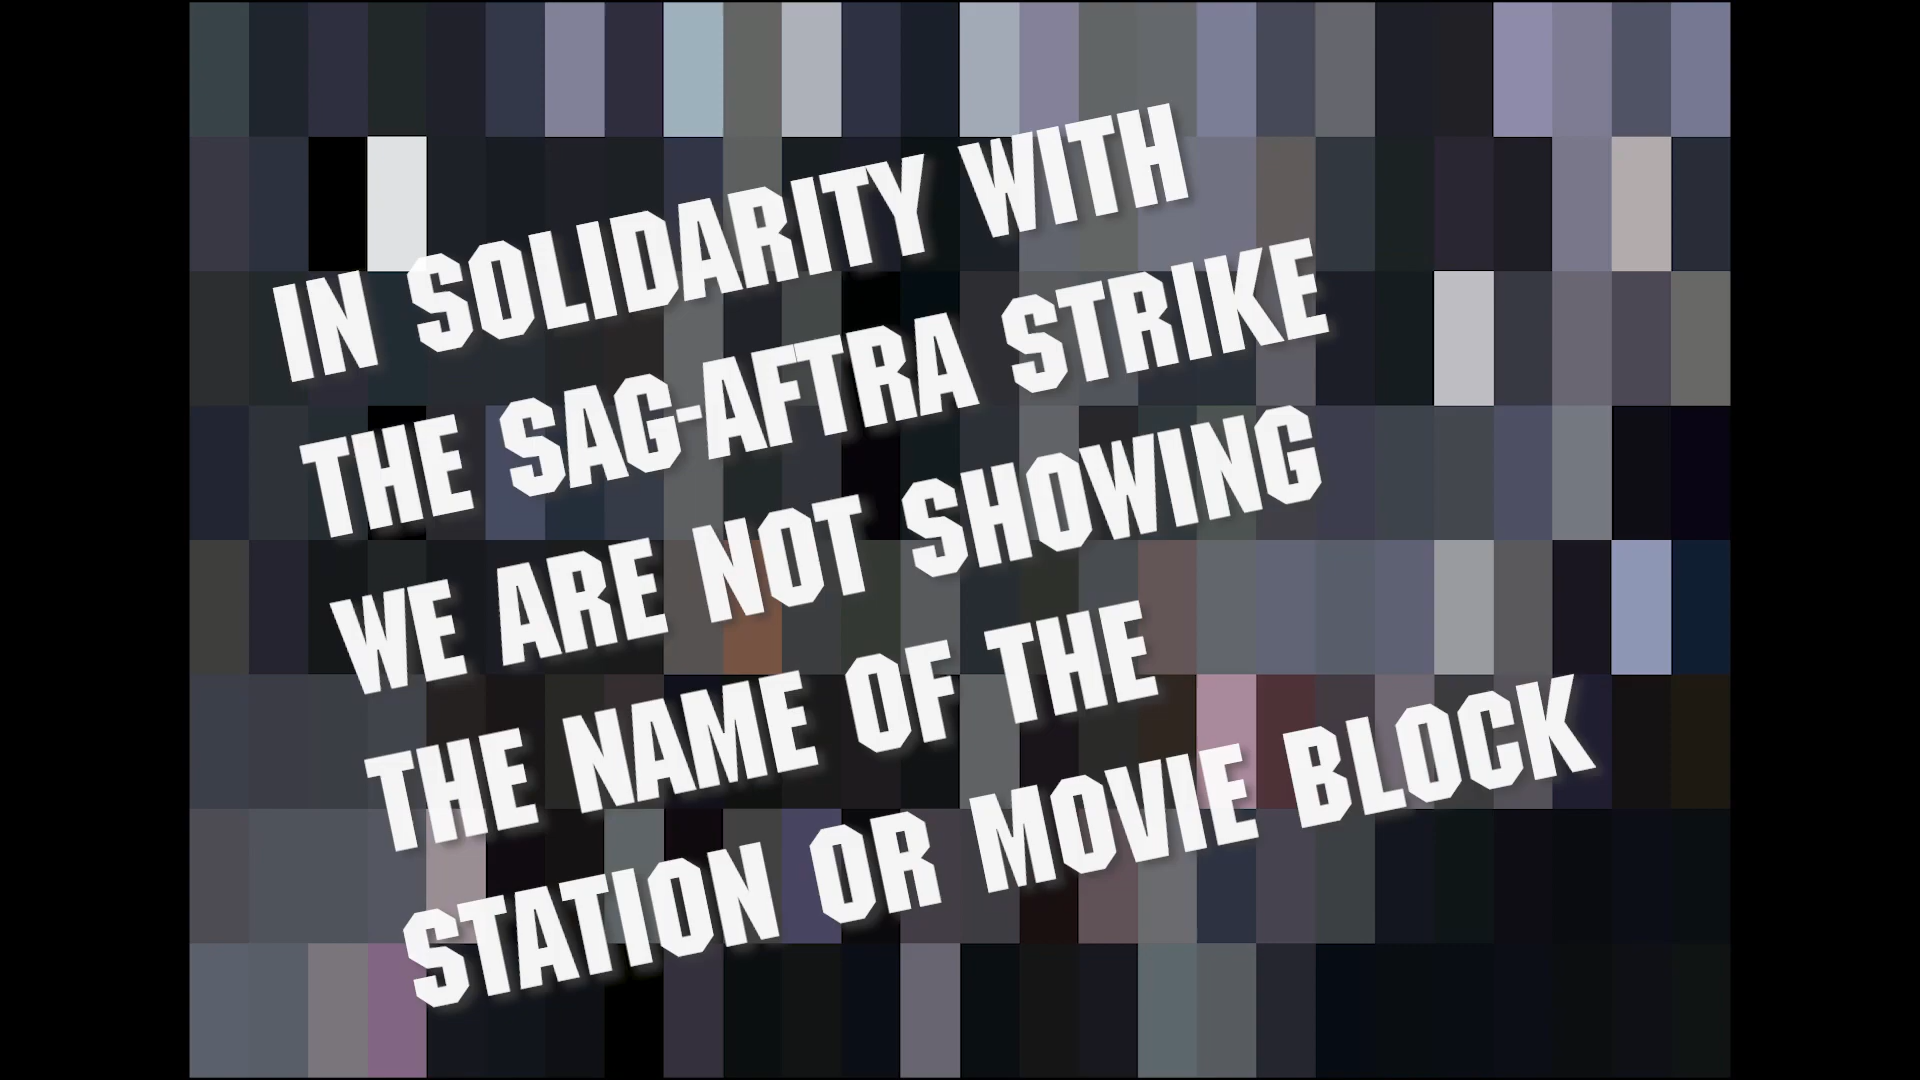 IN SOLIDARITY WITH
THE SAG-AFTRA STRIKE
WE ARE NOT SHOWING
THE NAME OF THE
STATION OR MOVIE BLOCK